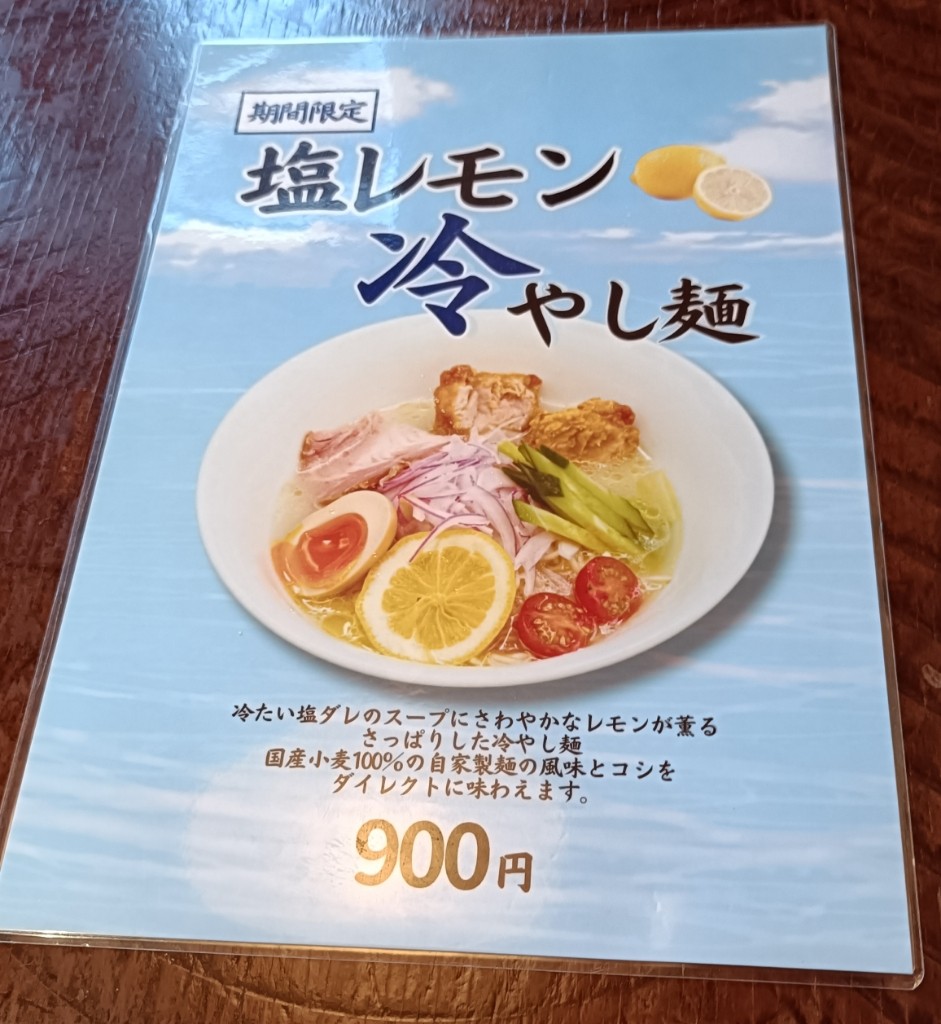 期間限定
塩レモン
冷やし麺
冷たい塩ダレのスープにさわやかなレモンが薫る
さっぱりした冷やし麺
国産小麦100%の自家製麺の風味とコシを
ダイレクトに味わえます。
900円